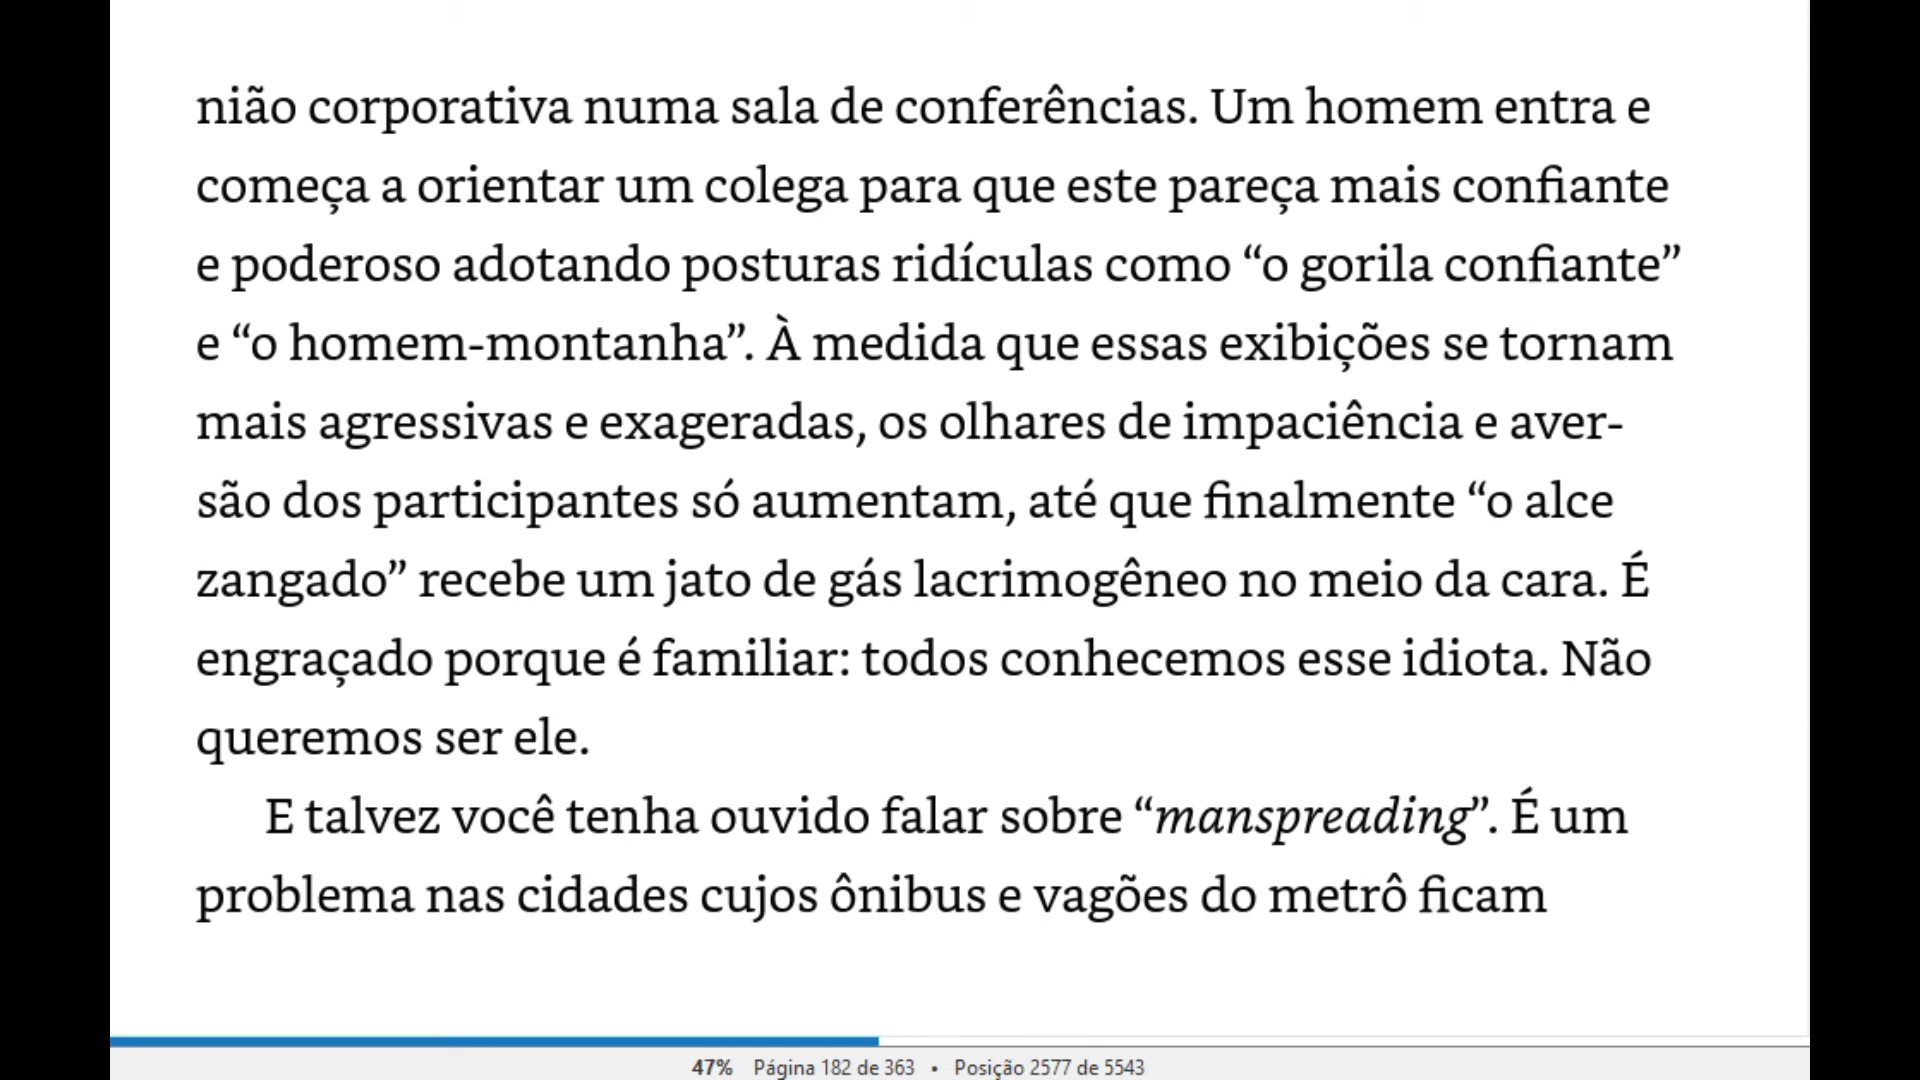 nião corporativa numa sala de conferências. Um homem entra e
começa a orientar um colega para que este pareça mais confiante
e poderoso adotando posturas ridículas como “o gorila confiante”
e “o homem-montanha”. À medida que essas exibições se tornam
mais agressivas e exageradas, os olhares de impaciência e aver-
são dos participantes só aumentam, até que finalmente “o alce
zangado” recebe um jato de gás lacrimogêneo no meio da cara. É
engraçado porque é familiar: todos conhecemos esse idiota. Não
queremos ser ele.
E talvez você tenha ouvido falar sobre “manspreading”. É um
problema nas cidades cujos ônibus e vagões do metrô ficam
47% Página 182 de 363 • Posição 2577 de 5543